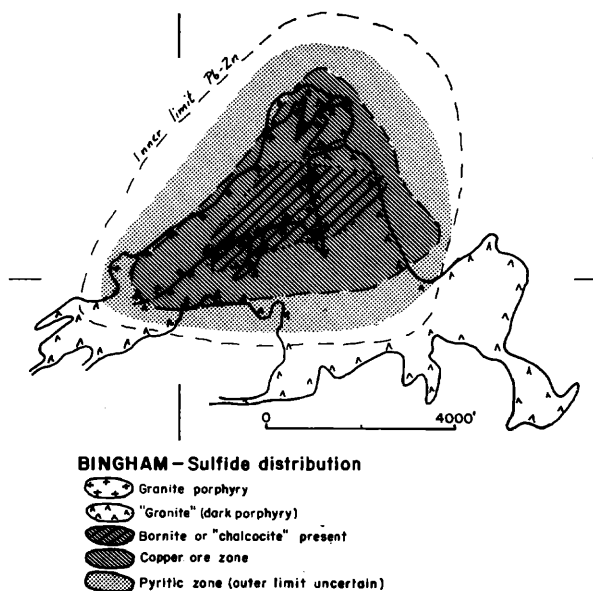 Inner limit Pb-Zn
0 4000'
BINGHAM – Sulfide distribution
Granite porphyry
"Granite" (dark porphyry)
Bornite or "chalcocite" present
Copper ore zone
Pyritic zone (outer limit uncertain)